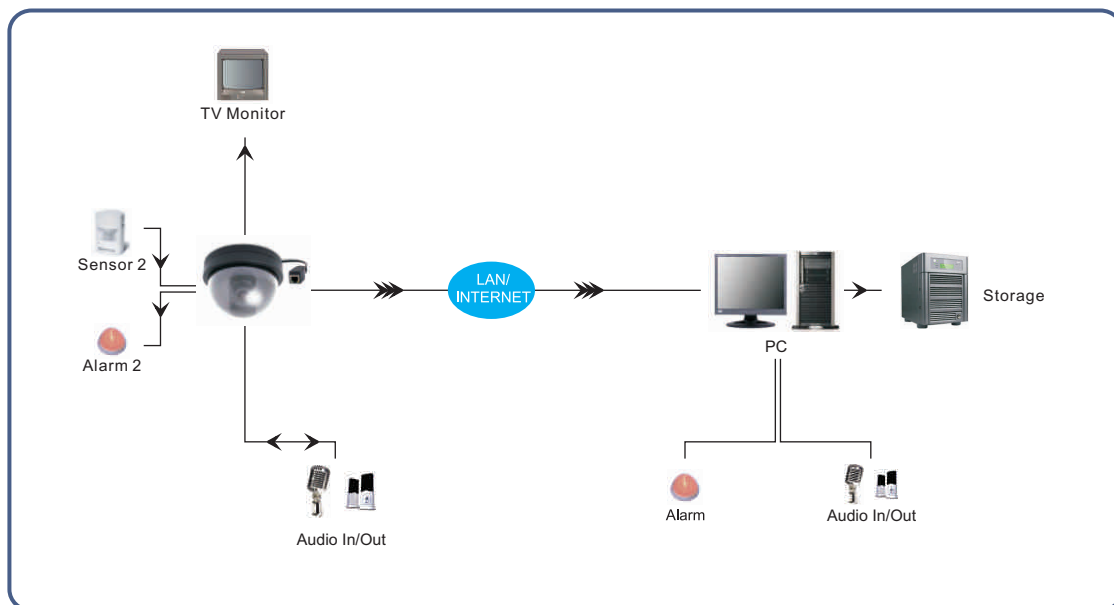 TV Monitor
Sensor 2
LAN/
INTERNET
Storage
PC
Alarm 2
Alarm
Audio In/Out
Audio In/Out